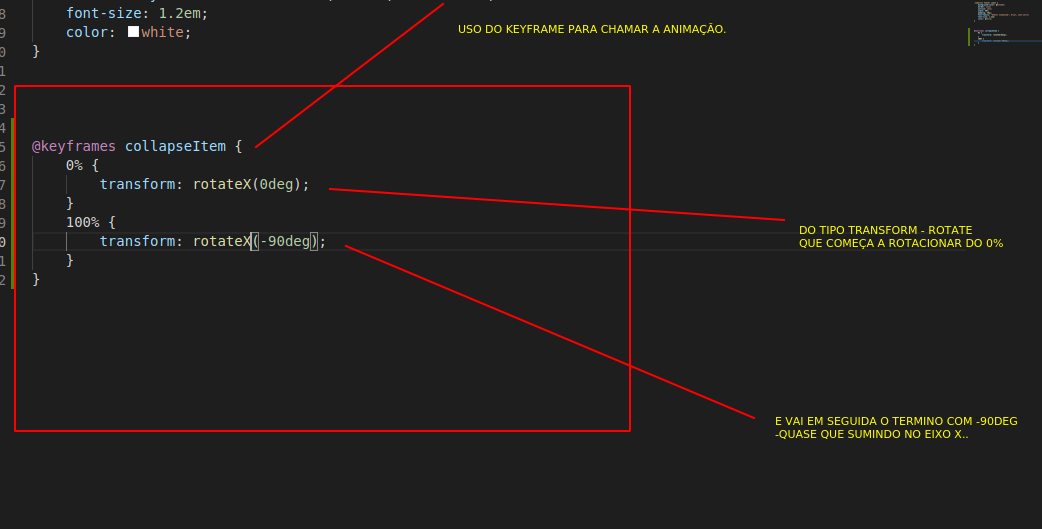 8 font-size: 1.2em;
USO DO KEYFRAME PARA CHAMAR A ANIMAÇÃO.
9 color: white;
0 }
1
2
3
4
5 @keyframes collapseItem {
6 0% {
7 transform: rotateX(0deg);
8 }
9 100% {
DO TIPO TRANSFORM - ROTATE
QUE COMEÇA A ROTACIONAR DO 0%
0 transform: rotateX(-90deg);
1 }
2 }
E VAI EM SEGUIDA O TERMINO COM -90DEG
-QUASE QUE SUMINDO NO EIXO X..